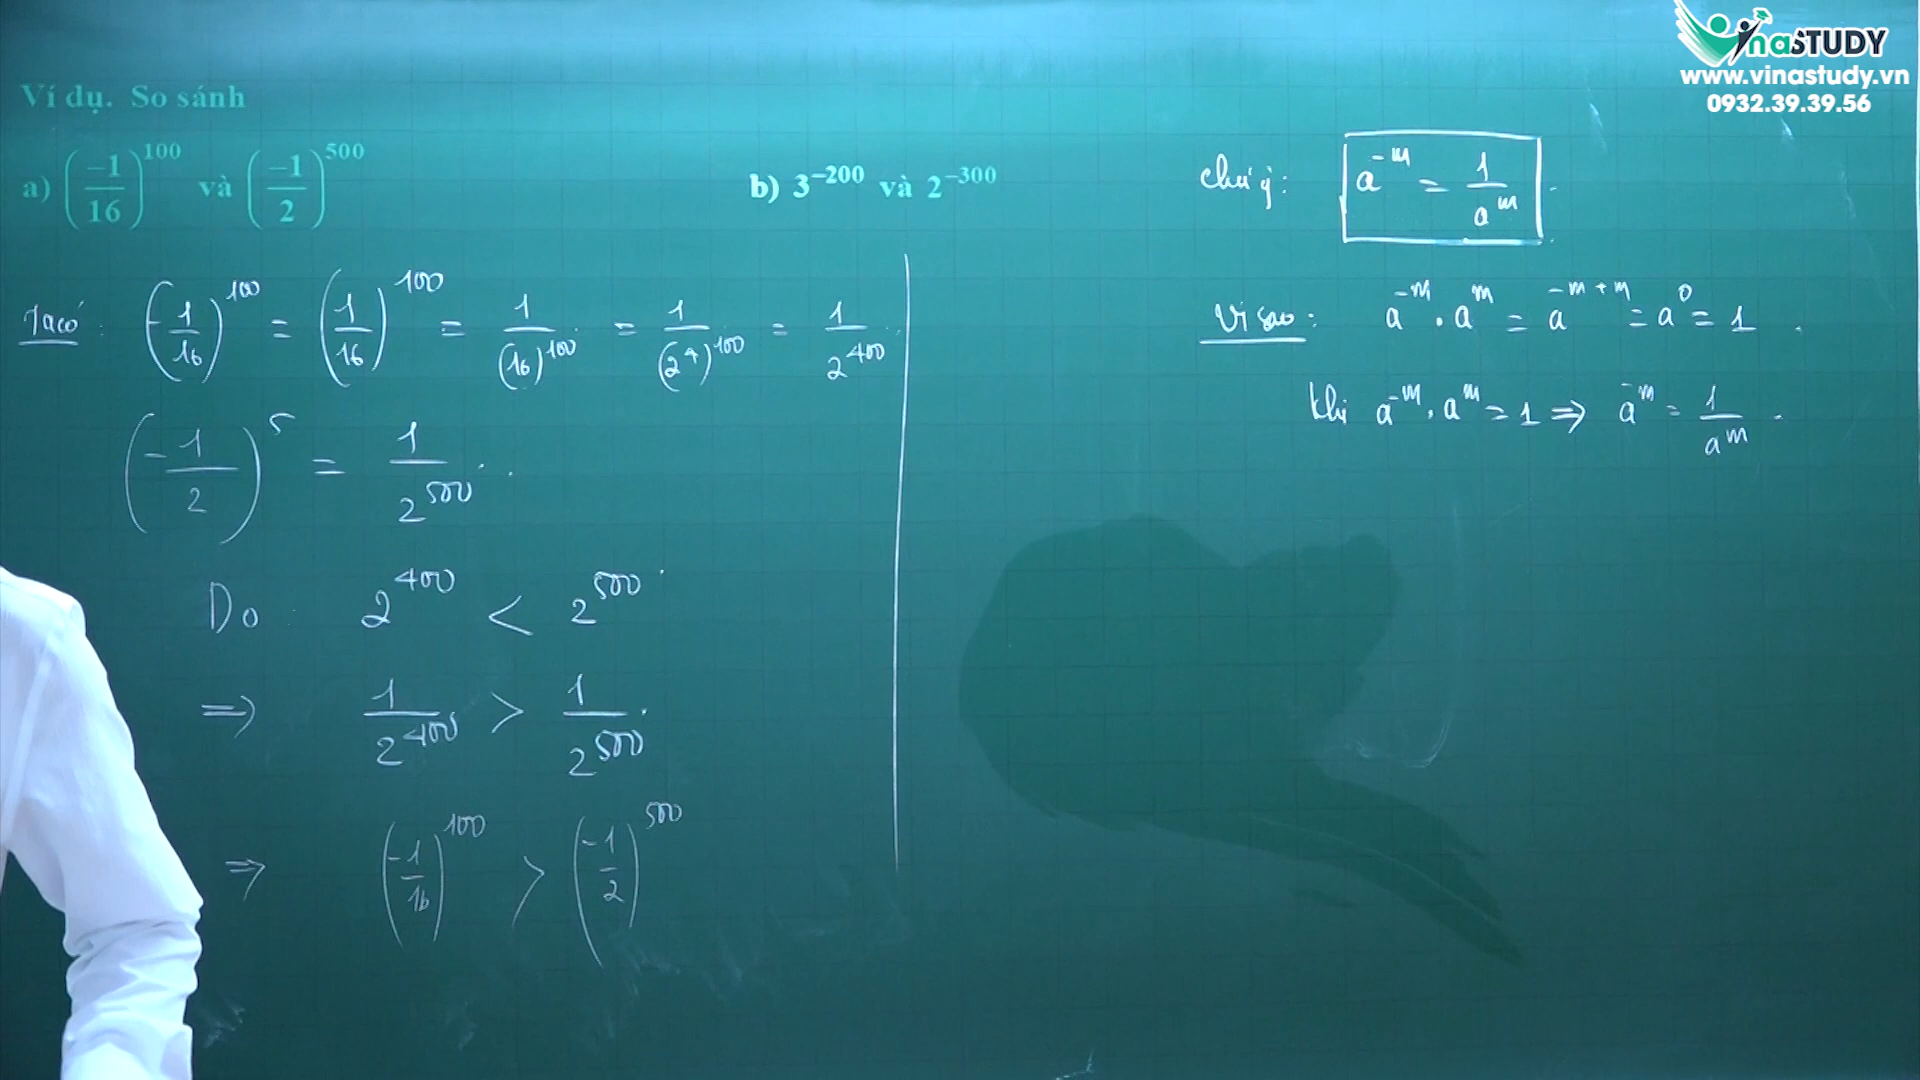 VinaSTUDY
www.vinastudy.vn
0932.39.39.56
Ví dụ. So sánh
a) (-1/16)^100 và (-1/2)^500
b) 3^-200 và 2^-300
Chú ý: a^-m = 1/a^m
Ta có: (-1/16)^100 = (1/16)^100 = 1/(16)^100 = 1/(2^4)^100 = 1/2^400
(-1/2)^5 = 1/2^500
Do 2^400 < 2^500
=> 1/2^400 > 1/2^500
=> (-1/16)^100 > (-1/2)^500
Vì sao: a^-m . a^m = a^-m+m = a^0 = 1
Khi a^-m . a^m = 1 => a^-m = 1/a^m